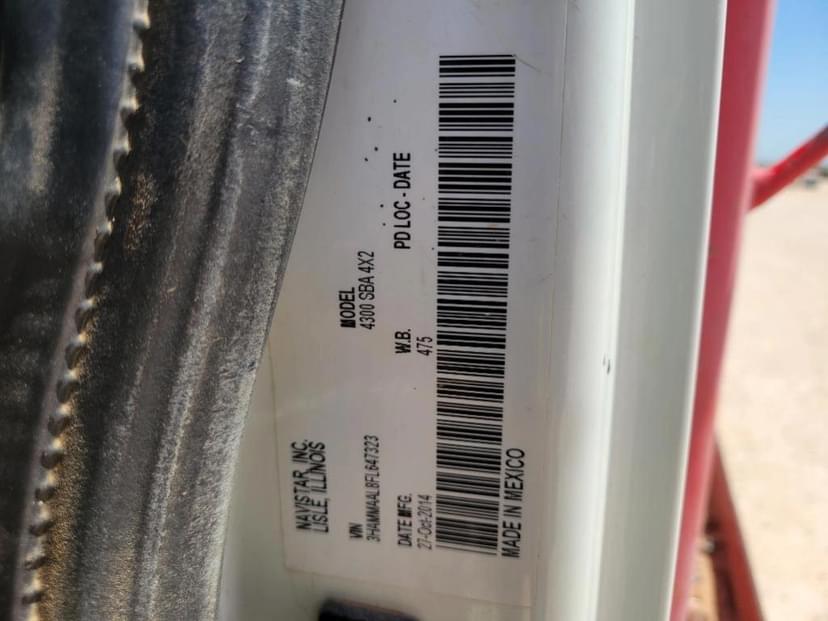 NAVISTAR, INC.
LISLE, ILLINOIS
VIN
3HAMMAAL8FL647323
MODEL
4300 SBA 4X2
DATE MFG.
27-Oct-2014
W.B.
475
PD LOC - DATE
MADE IN MEXICO